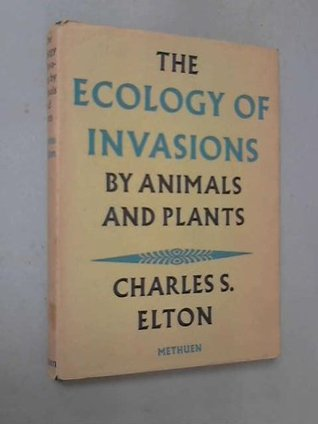 THE
ECOLOGY OF
INVASIONS
BY ANIMALS
AND PLANTS
CHARLES S.
ELTON
METHUEN